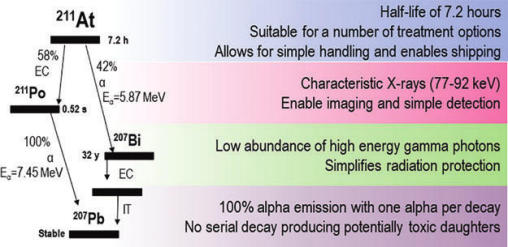 ²¹¹At
7.2 h
58%
EC
42%
α
Eα=5.87 MeV
²¹¹Po
0.52 s
100%
α
Eα=7.45 MeV
²⁰⁷Bi
32 y
EC
IT
²⁰⁷Pb
Stable
Half-life of 7.2 hours
Suitable for a number of treatment options
Allows for simple handling and enables shipping
Characteristic X-rays (77-92 keV)
Enable imaging and simple detection
Low abundance of high energy gamma photons
Simplifies radiation protection
100% alpha emission with one alpha per decay
No serial decay producing potentially toxic daughters